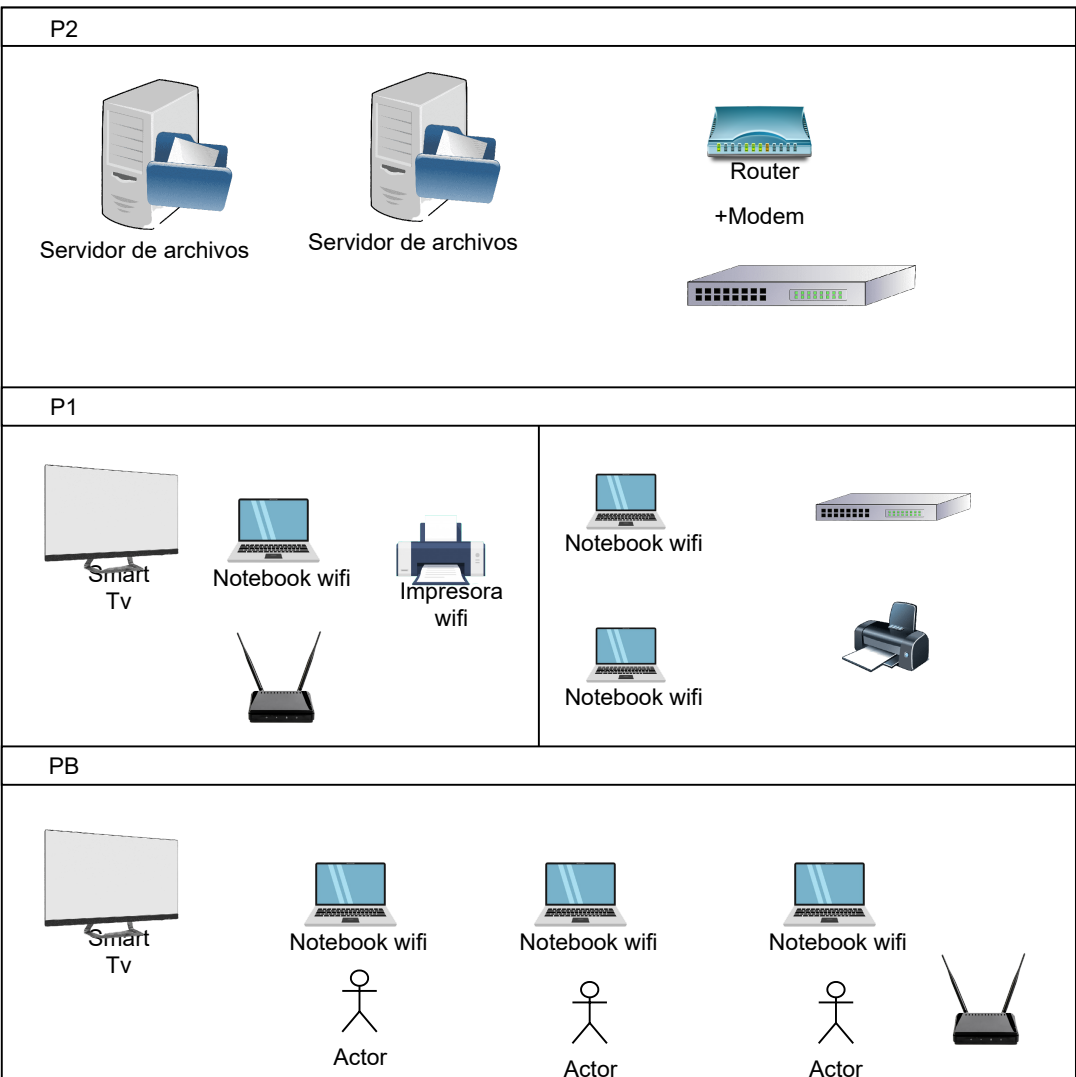 P2
Servidor de archivos
Servidor de archivos
Router
+Modem
P1
Smart
Tv
Notebook wifi
Impresora
wifi
Notebook wifi
Notebook wifi
PB
Smart
Tv
Notebook wifi
Notebook wifi
Notebook wifi
Actor
Actor
Actor